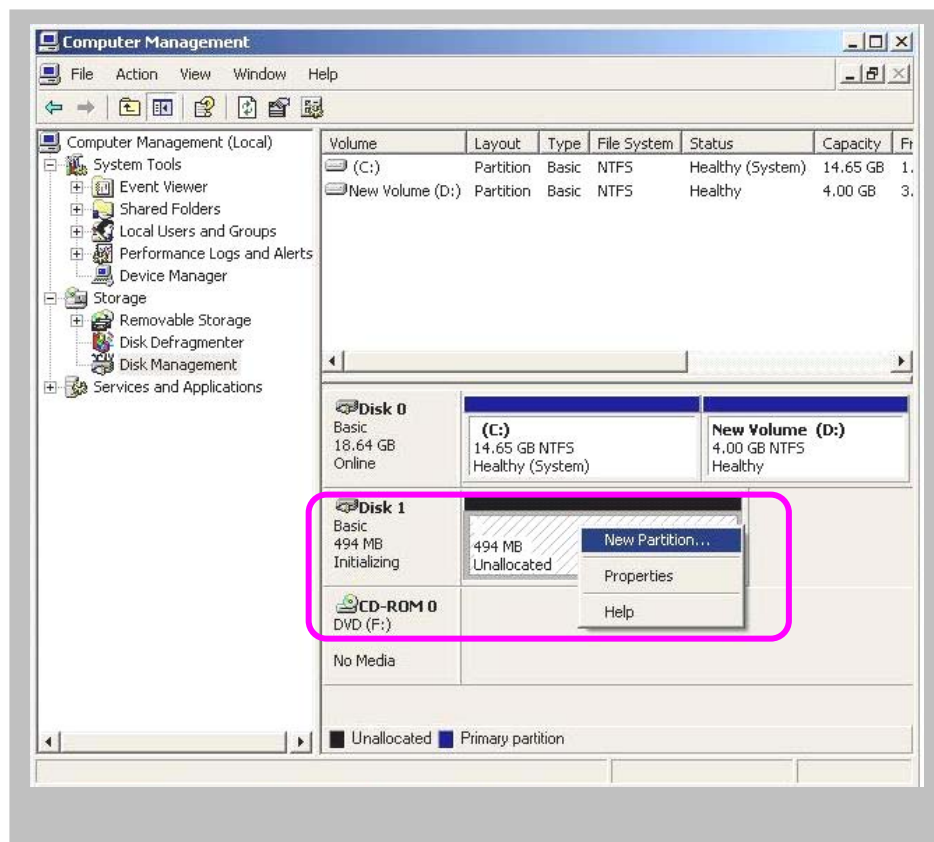 Computer Management
File Action View Window Help
Computer Management (Local)
System Tools
Event Viewer
Shared Folders
Local Users and Groups
Performance Logs and Alerts
Device Manager
Storage
Removable Storage
Disk Defragmenter
Disk Management
Services and Applications
Volume Layout Type File System Status Capacity Fr
(C:) Partition Basic NTFS Healthy (System) 14.65 GB 1.
New Volume (D:) Partition Basic NTFS Healthy 4.00 GB 3.
Disk 0
Basic
18.64 GB
Online
(C:)
14.65 GB NTFS
Healthy (System)
New Volume (D:)
4.00 GB NTFS
Healthy
Disk 1
Basic
494 MB
Initializing
494 MB
Unallocated
New Partition...
Properties
Help
CD-ROM 0
DVD (F:)
No Media
Unallocated Primary partition